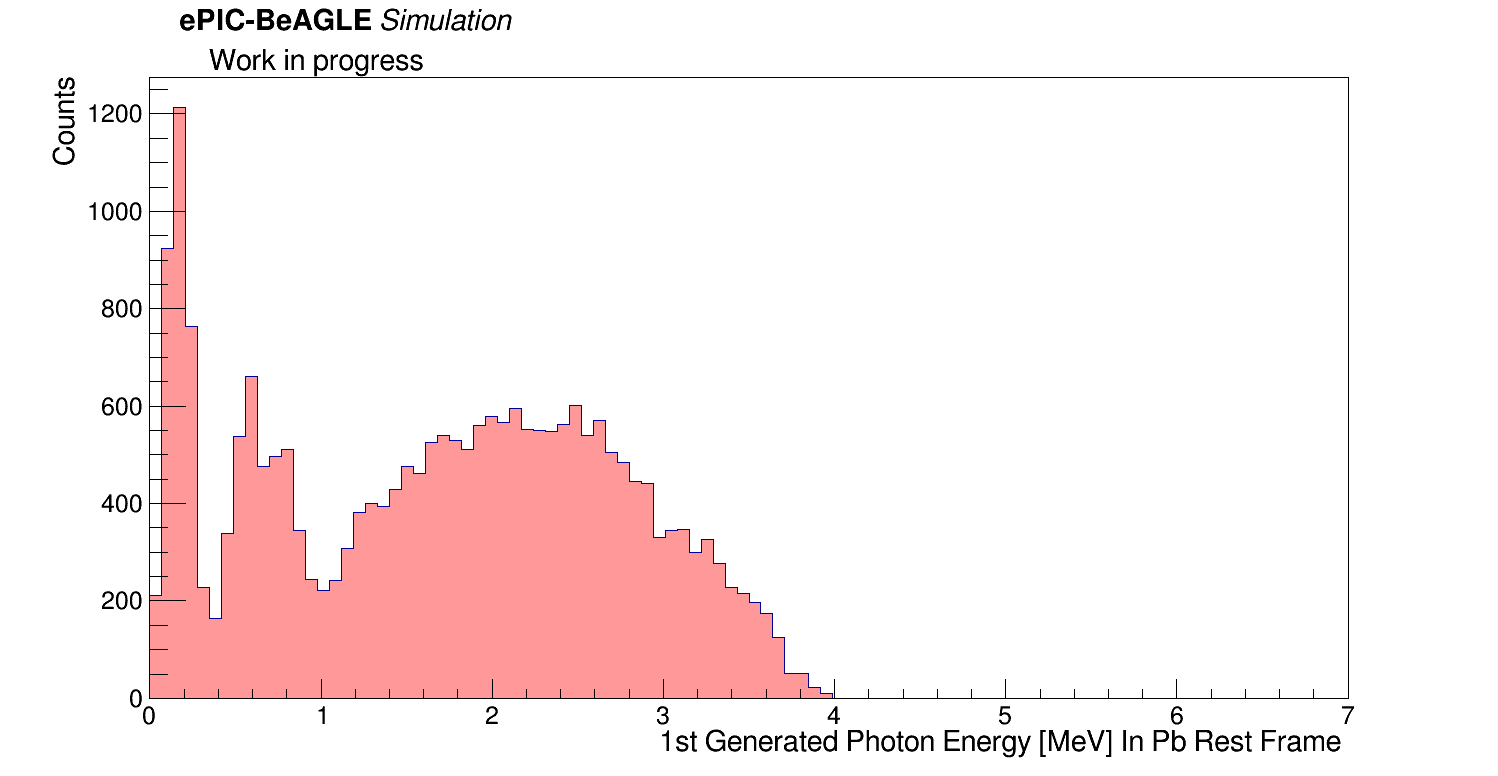 ePIC-BeAGLE Simulation
Work in progress
Counts
1200
1000
800
600
400
200
0
0 1 2 3 4 5 6 7
1st Generated Photon Energy [MeV] In Pb Rest Frame